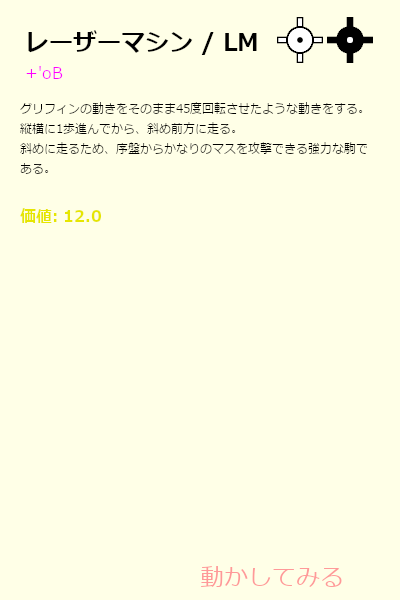 レーザーマシン / LM
+'oB
グリフィンの動きをそのまま45度回転させたような動きをする。
縦横に1歩進んでから、斜め前方に走る。
斜めに走るため、序盤からかなりのマスを攻撃できる強力な駒で
ある。
価値: 12.0
動かしてみる